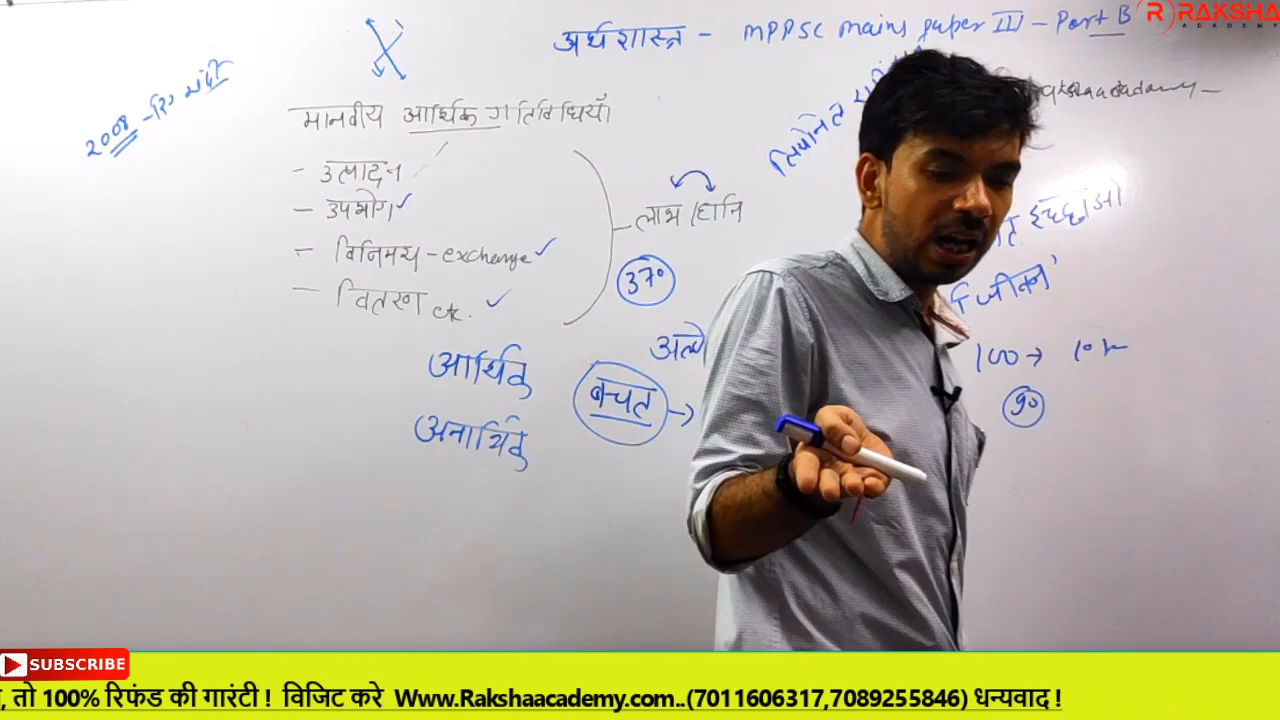 अर्थशास्त्र - MPPSC mains paper III - Part B
RAKSHA
ACADEMY
2008 -
मानवीय आर्थिक गतिविधियाँ
- उत्पादन
- उपभोग
- विनिमय - exchange
- वितरण etc.
लाभ / हानि
37°
आर्थिक
अनार्थिक
बचत →
100 → 10
90
SUBSCRIBE
, तो 100% रिफंड की गारंटी ! विजिट करे Www.Rakshaacademy.com..(7011606317,7089255846) धन्यवाद !